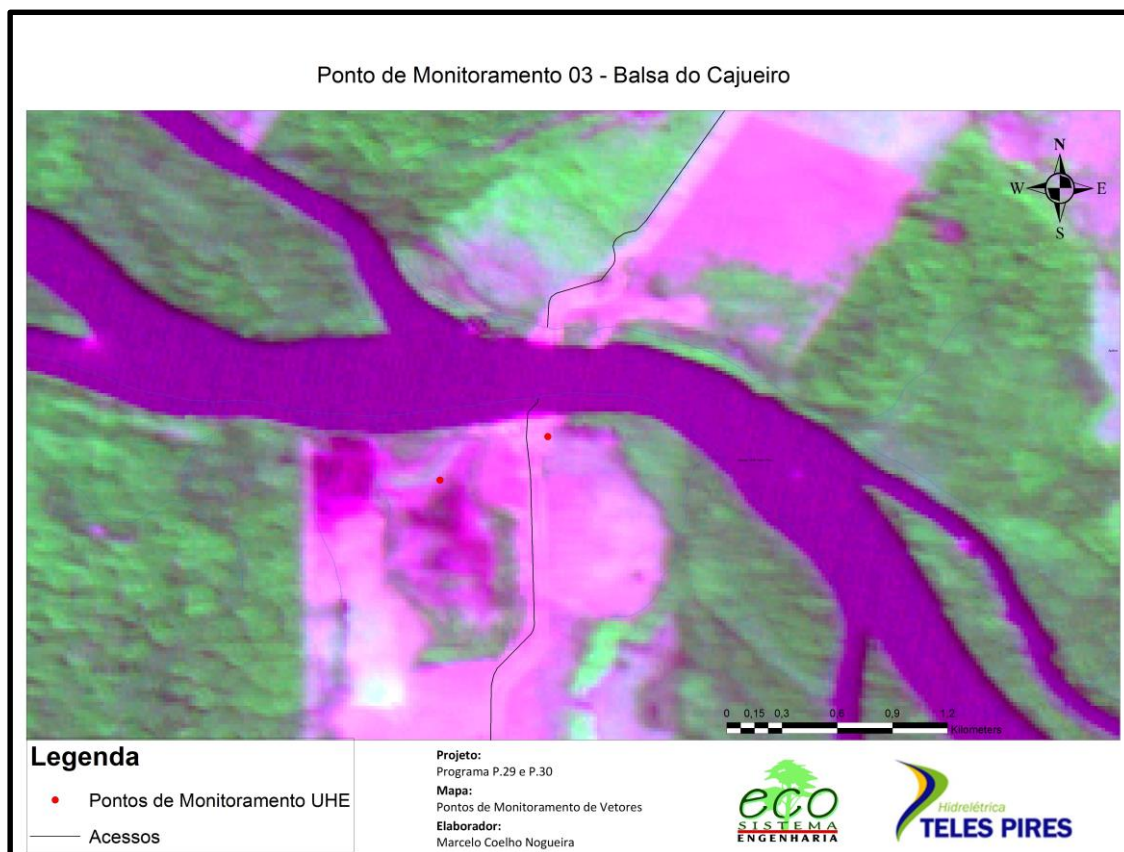 Ponto de Monitoramento 03 - Balsa do Cajueiro
N
W E
S
0 0,15 0,3 0,6 0,9 1,2
Kilometers
Legenda
Pontos de Monitoramento UHE
Acessos
Projeto:
Programa P.29 e P.30
Mapa:
Pontos de Monitoramento de Vetores
Elaborador:
Marcelo Coelho Nogueira
eco
SISTEMA
ENGENHARIA
Hidrelétrica
TELES PIRES